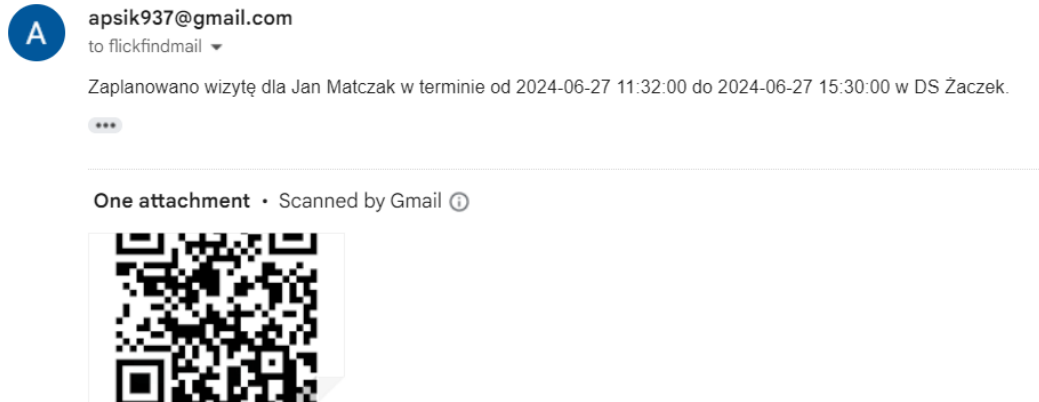 A
apsik937@gmail.com
to flickfindmail
Zaplanowano wizytę dla Jan Matczak w terminie od 2024-06-27 11:32:00 do 2024-06-27 15:30:00 w DS Żaczek.
One attachment • Scanned by Gmail